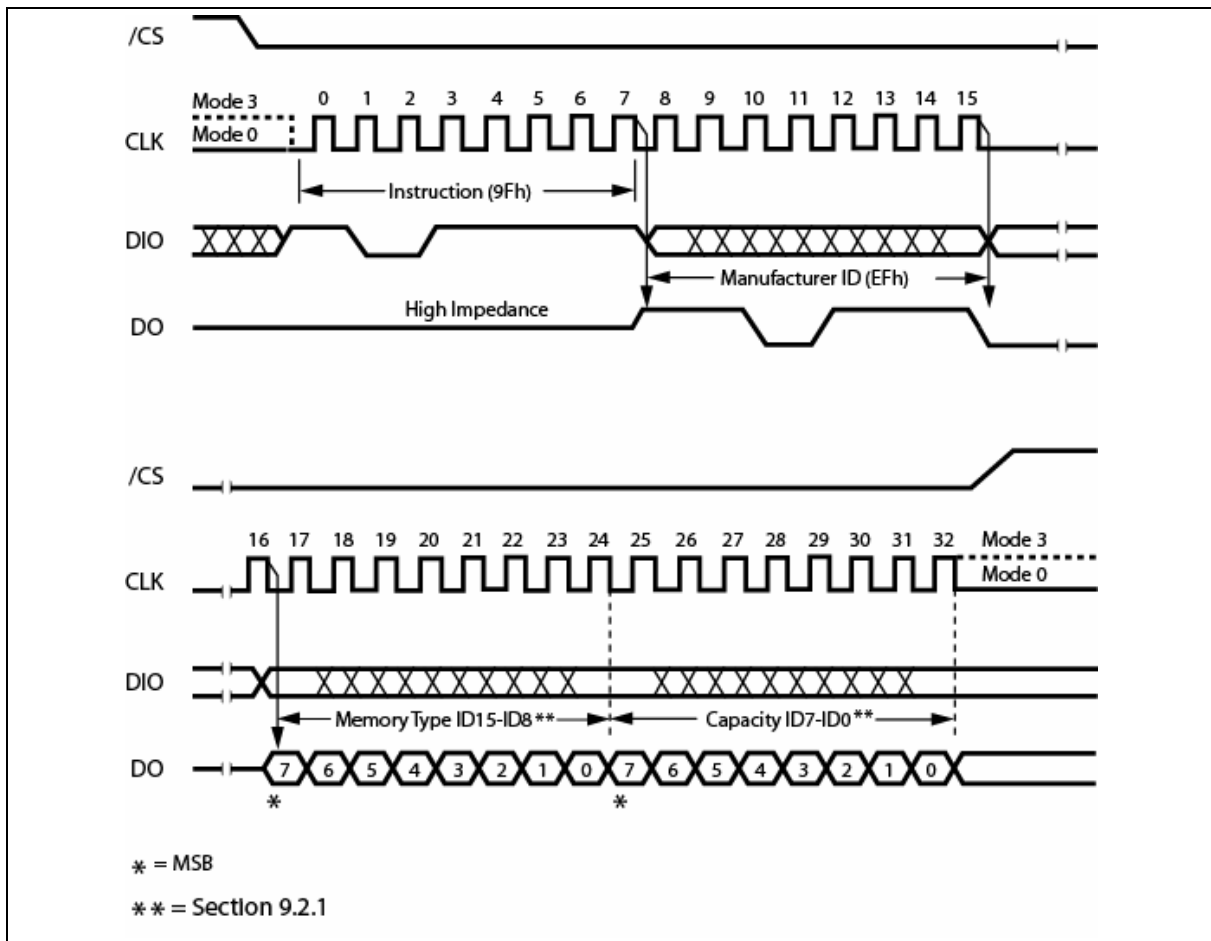 /CS
Mode 3
0 1 2 3 4 5 6 7 8 9 10 11 12 13 14 15
Mode 0
CLK
Instruction (9Fh)
DIO
Manufacturer ID (EFh)
High Impedance
DO
/CS
16 17 18 19 20 21 22 23 24 25 26 27 28 29 30 31 32
Mode 3
Mode 0
CLK
DIO
Memory Type ID15-ID8** Capacity ID7-ID0**
DO 7 6 5 4 3 2 1 0 7 6 5 4 3 2 1 0
* *
* = MSB
** = Section 9.2.1